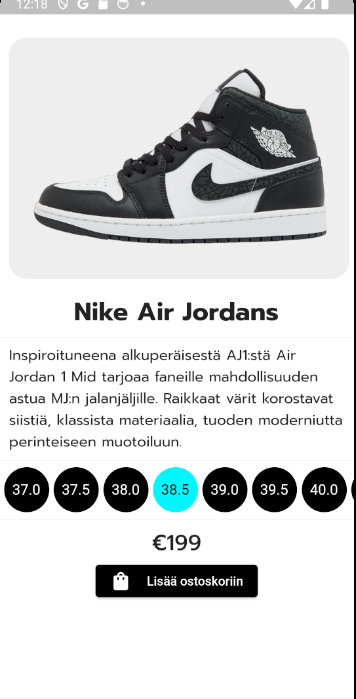 12:18
Nike Air Jordans
Inspiroituneena alkuperäisestä AJ1:stä Air
Jordan 1 Mid tarjoaa faneille mahdollisuuden
astua MJ:n jalanjäljille. Raikkaat värit korostavat
siistiä, klassista materiaalia, tuoden moderniutta
perinteiseen muotoiluun.
37.0 37.5 38.0 38.5 39.0 39.5 40.0
€199
Lisää ostoskoriin